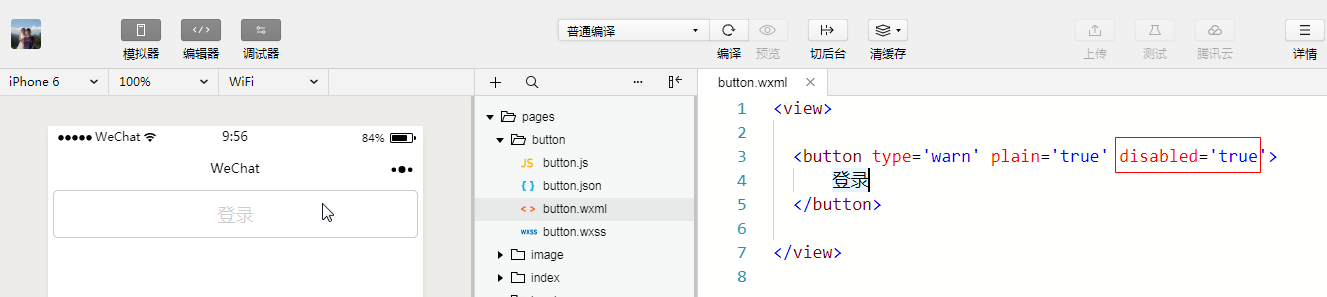 模拟器 编辑器 调试器 普通编译 编译 预览 切后台 清缓存 上传 测试 腾讯云 详情
iPhone 6 100% WiFi
WeChat 9:56 84%
WeChat
登录
pages
button
button.js
button.json
button.wxml
button.wxss
image
index
button.wxml
1 <view>
2
3 <button type='warn' plain='true' disabled='true'>
4 登录
5 </button>
6
7 </view>
8